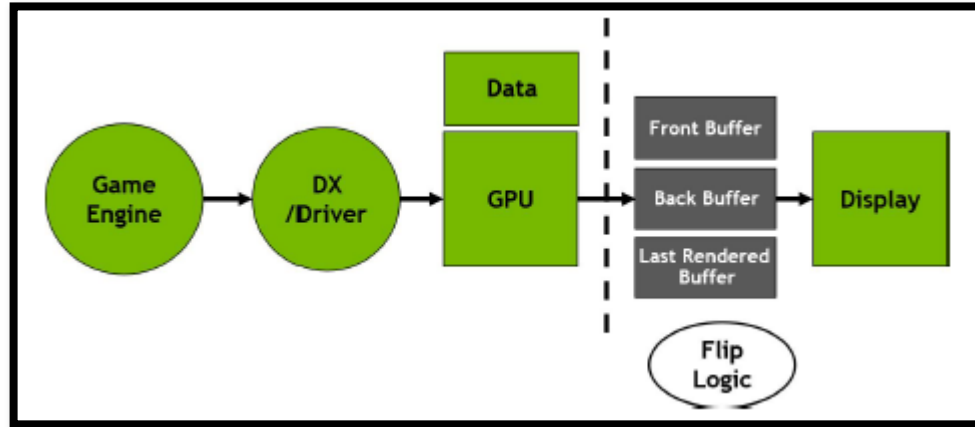 Game
Engine
DX
/Driver
Data
GPU
Front Buffer
Back Buffer
Last Rendered
Buffer
Flip
Logic
Display